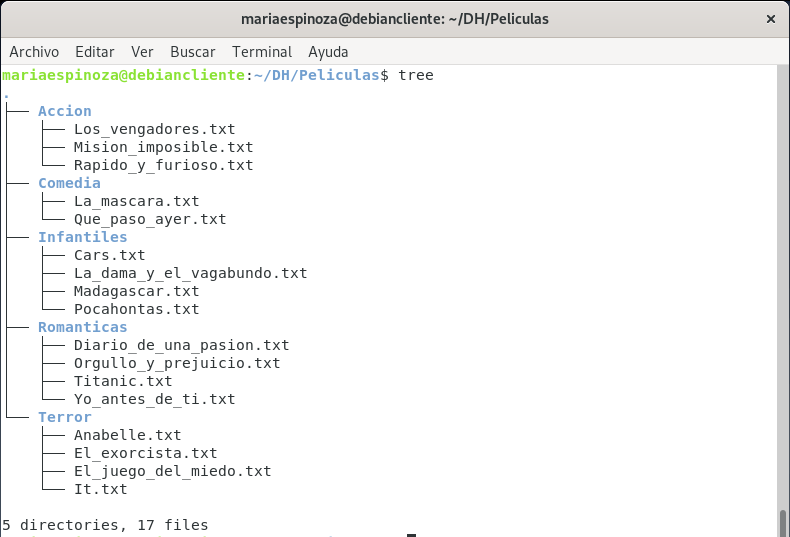 mariaespinoza@debiancliente: ~/DH/Peliculas
Archivo Editar Ver Buscar Terminal Ayuda
mariaespinoza@debiancliente:~/DH/Peliculas$ tree
.
├── Accion
│   ├── Los_vengadores.txt
│   ├── Mision_imposible.txt
│   └── Rapido_y_furioso.txt
├── Comedia
│   ├── La_mascara.txt
│   └── Que_paso_ayer.txt
├── Infantiles
│   ├── Cars.txt
│   ├── La_dama_y_el_vagabundo.txt
│   ├── Madagascar.txt
│   └── Pocahontas.txt
├── Romanticas
│   ├── Diario_de_una_pasion.txt
│   ├── Orgullo_y_prejuicio.txt
│   ├── Titanic.txt
│   └── Yo_antes_de_ti.txt
└── Terror
    ├── Anabelle.txt
    ├── El_exorcista.txt
    ├── El_juego_del_miedo.txt
    └── It.txt

5 directories, 17 files